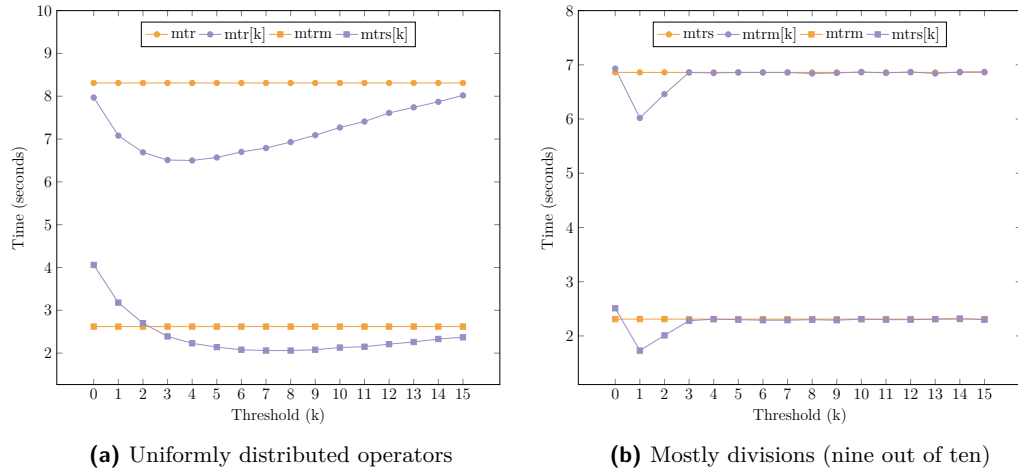 10
9
8
7
6
5
4
3
2
Time (seconds)
mtr mtr[k] mtrm mtrs[k]
0 1 2 3 4 5 6 7 8 9 10 11 12 13 14 15
Threshold (k)
(a) Uniformly distributed operators
8
7
6
5
4
3
2
Time (seconds)
mtrs mtrm[k] mtrm mtrs[k]
0 1 2 3 4 5 6 7 8 9 10 11 12 13 14 15
Threshold (k)
(b) Mostly divisions (nine out of ten)